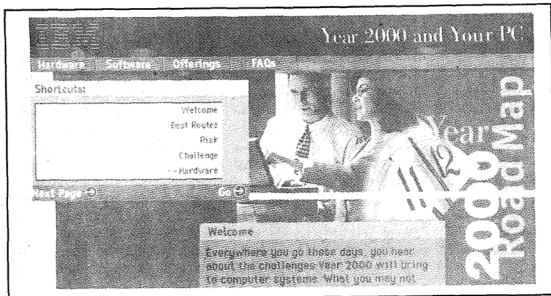 IBM
Year 2000 and Your PC
Hardware Software Offerings FAQs
Shortcuts:
Welcome
Best Routes
Risk
Challenge
--Hardware
Next Page
Go
Year
2000
Road Map
Welcome
Everywhere you go these days, you hear
about the challenges Year 2000 will bring
to computer systems. What you may not